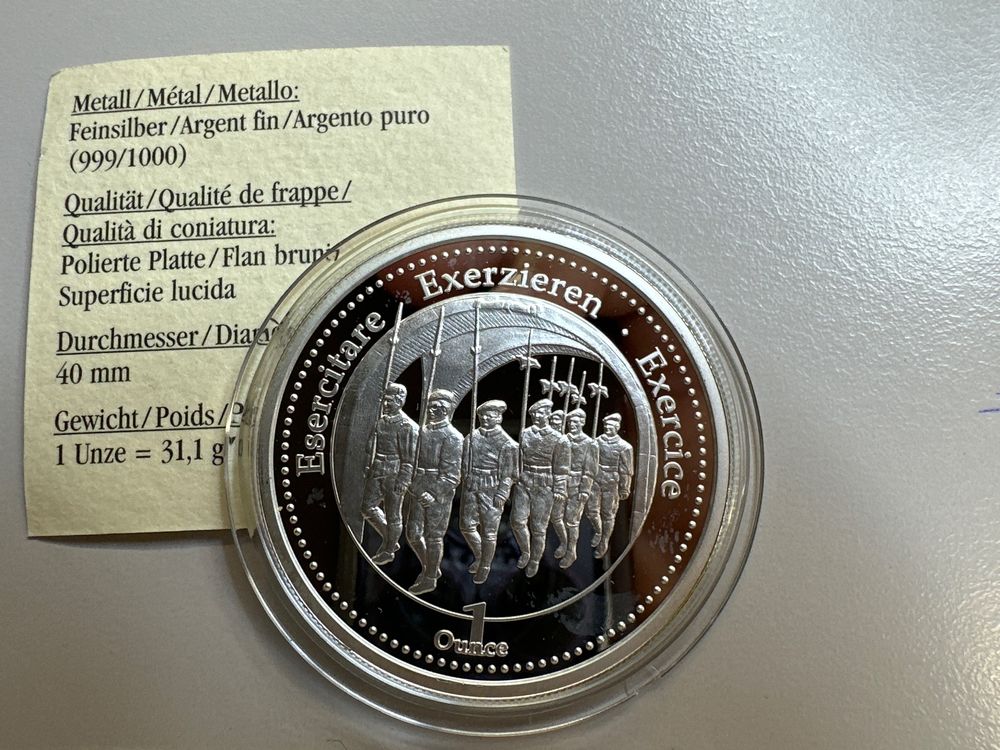 Metall/Métal/Metallo:
Feinsilber/Argent fin/Argento puro
(999/1000)
Qualität/Qualité de frappe/
Qualità di coniatura:
Polierte Platte/Flan
Superficie lucida
Durchmesser/
40 mm
Gewicht/Poids/
1 Unze = 31,1 g
Esercitare · Exerzieren · Exercice
1
Ounce